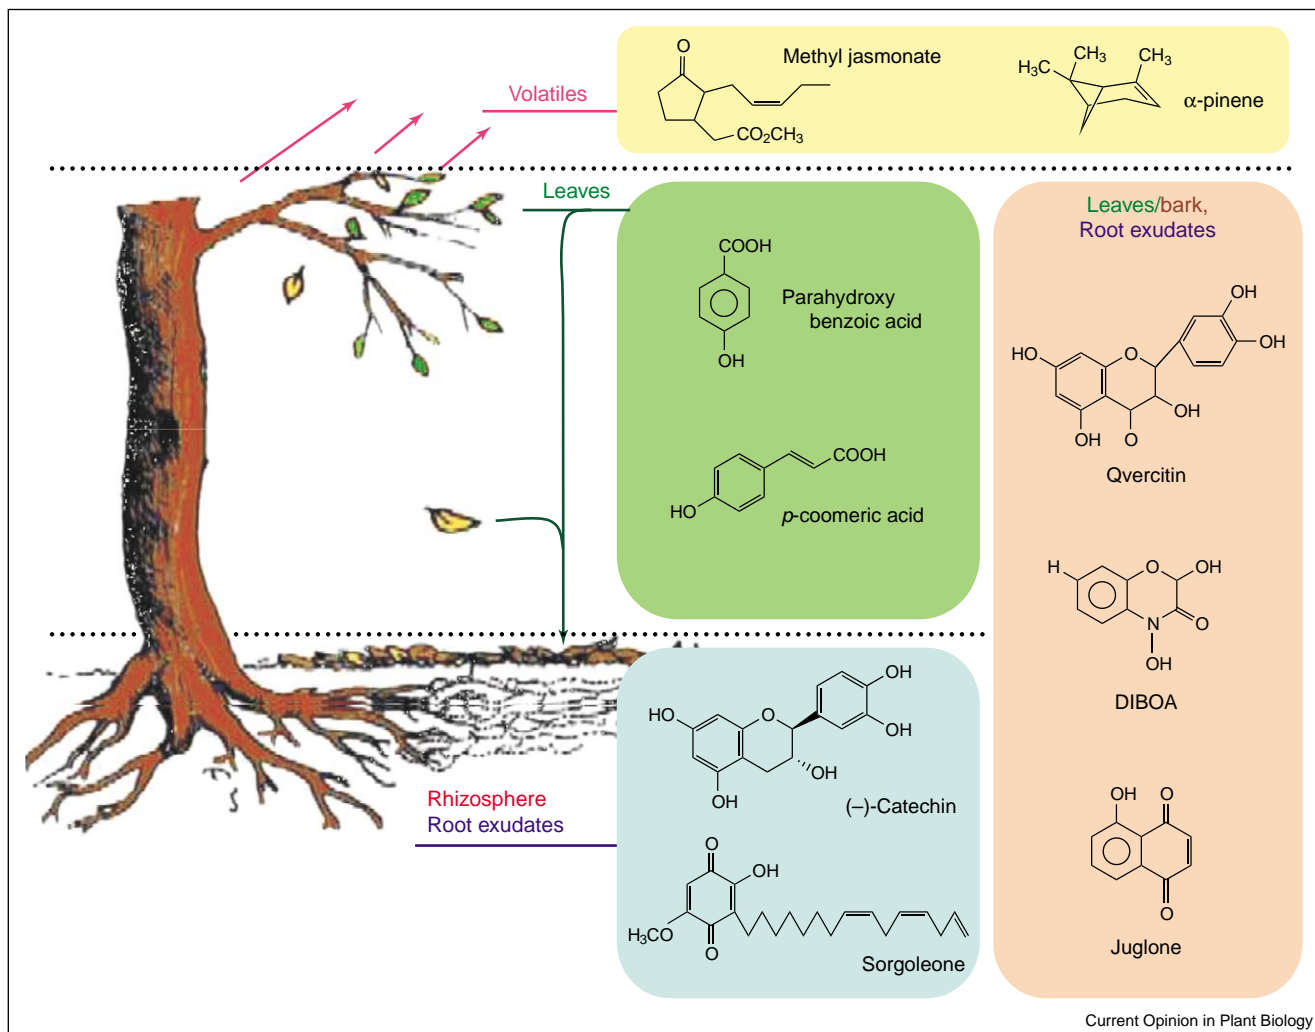 Volatiles
O
Methyl jasmonate
CO2CH3
H3C
CH3
CH3
α-pinene
Leaves
COOH
OH
Parahydroxy
benzoic acid
COOH
HO
p-coomeric acid
Leaves/bark,
Root exudates
OH
OH
HO
O
OH
OH
O
Qvercitin
H
O
OH
N
O
OH
DIBOA
OH
O
O
Juglone
Rhizosphere
Root exudates
OH
OH
HO
O
OH
OH
(–)-Catechin
O
OH
H3CO
O
Sorgoleone
Current Opinion in Plant Biology